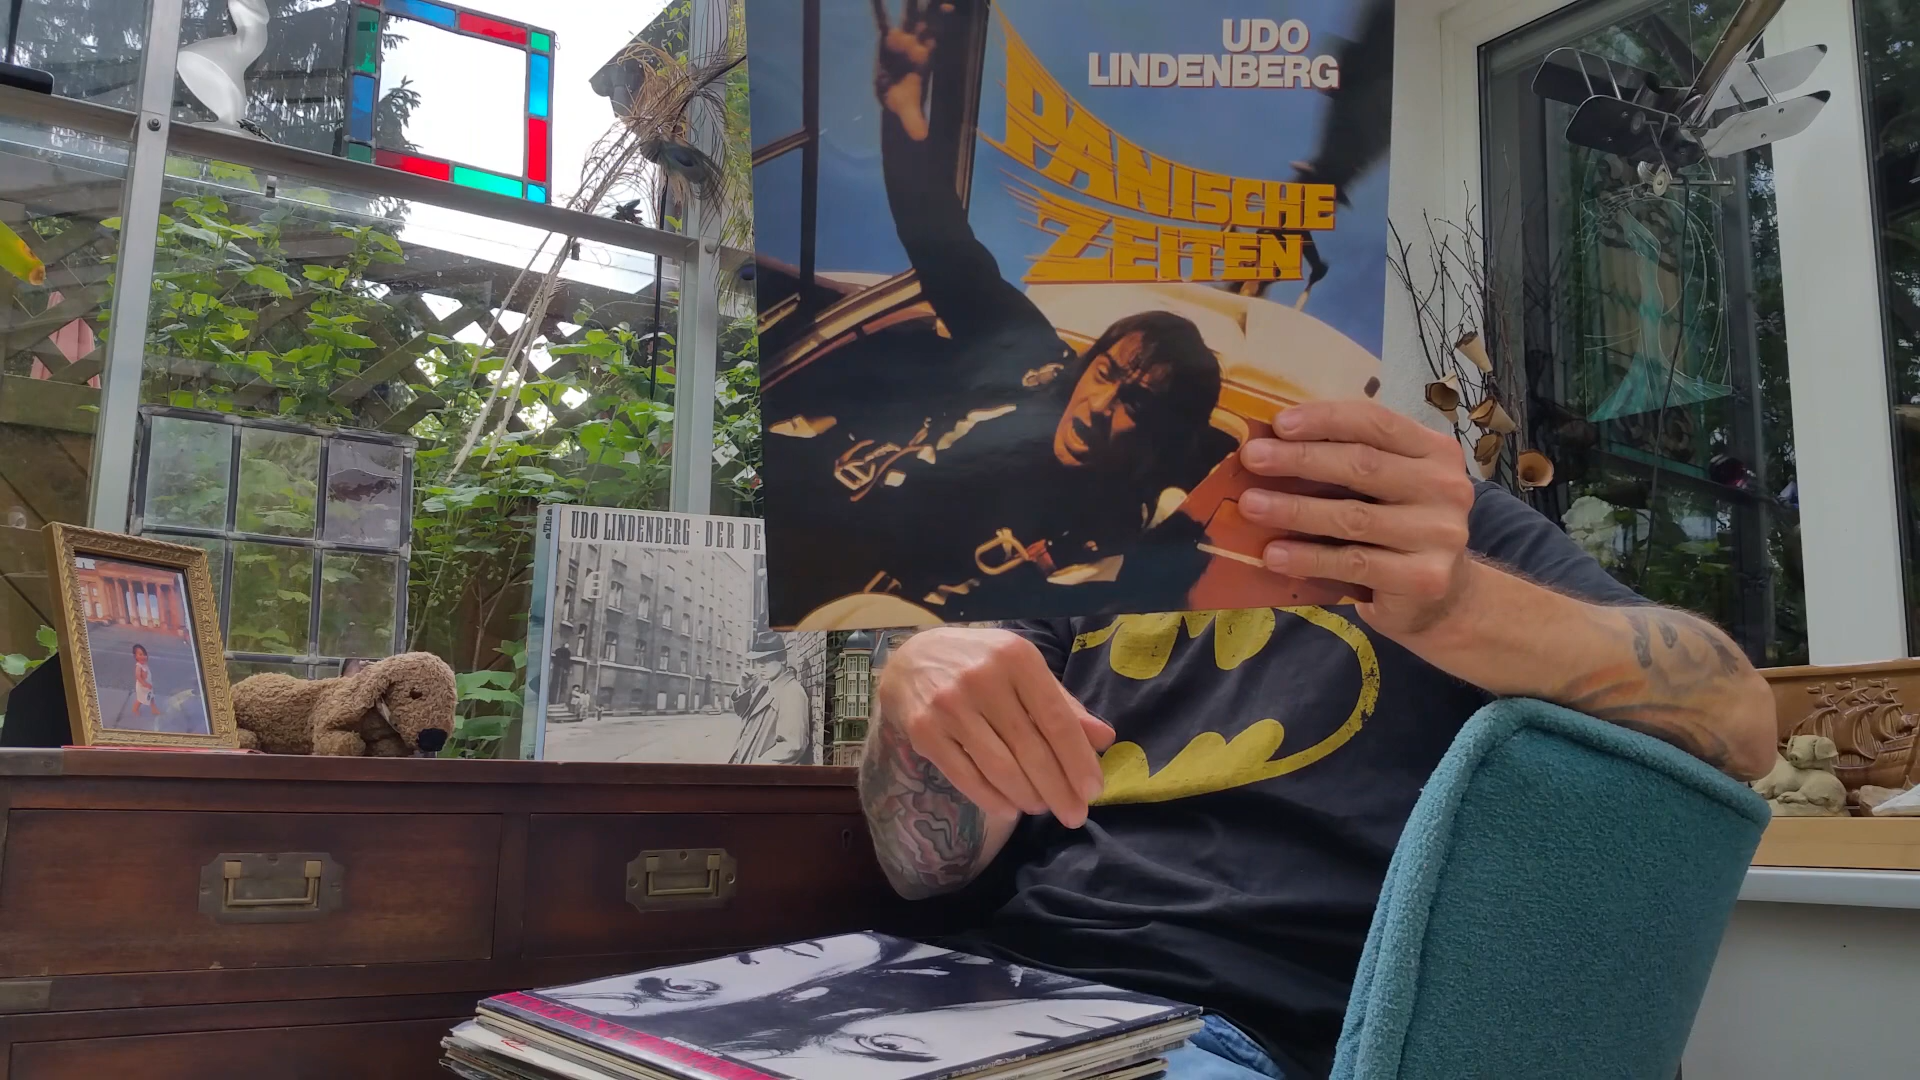 UDO
LINDENBERG
PANISCHE
ZEITEN
UDO LINDENBERG · DER DE